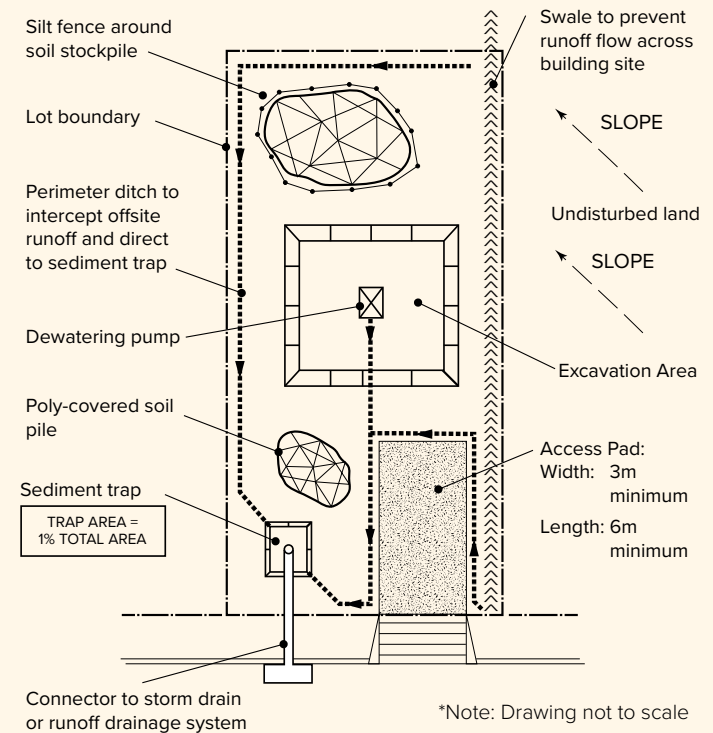 Silt fence around
soil stockpile
Lot boundary
Perimeter ditch to
intercept offsite
runoff and direct
to sediment trap
Dewatering pump
Poly-covered soil
pile
Sediment trap
TRAP AREA =
1% TOTAL AREA
Connector to storm drain
or runoff drainage system
Swale to prevent
runoff flow across
building site
SLOPE
Undisturbed land
SLOPE
Excavation Area
Access Pad:
Width: 3m
minimum
Length: 6m
minimum
*Note: Drawing not to scale